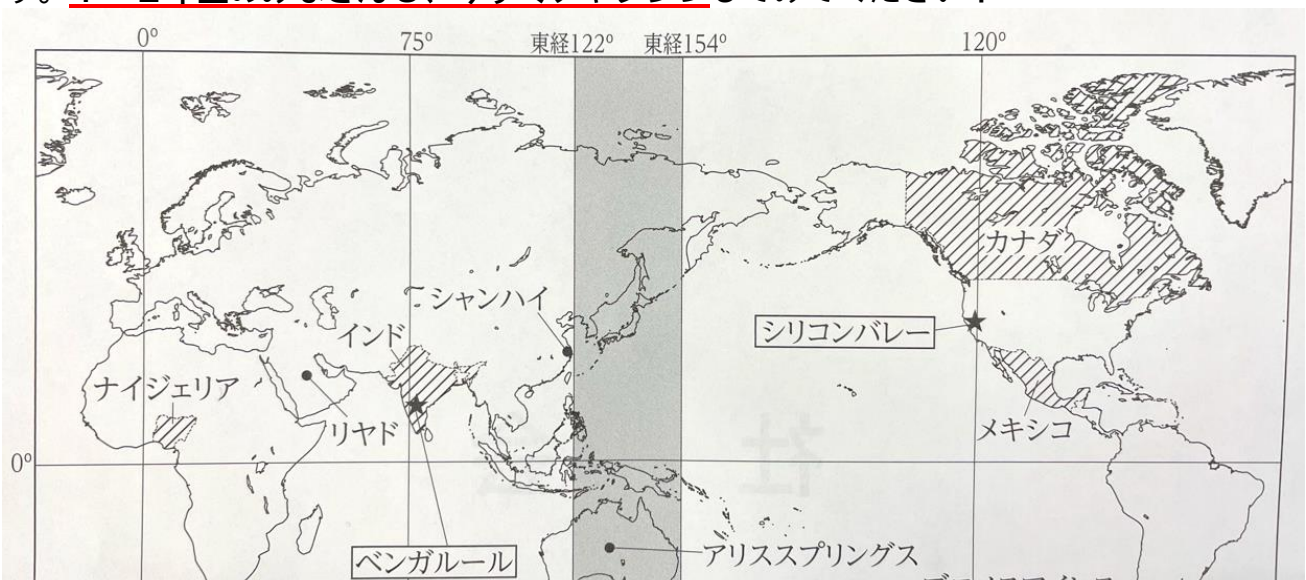 0° 75° 東経122° 東経154° 120°
カナダ
シャンハイ
インド
シリコンバレー
ナイジェリア
リヤド
メキシコ
0°
ベンガルール
アリススプリングス